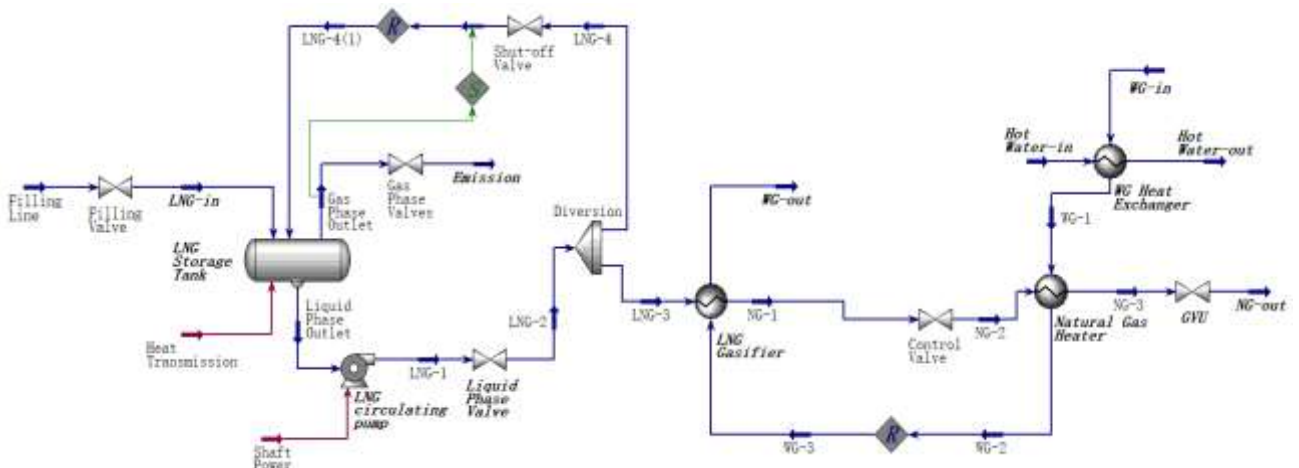 LNG-4(1)
R
Shut-off
Valve
LNG-4
S
WG-in
Hot
Water-in
Hot
Water-out
WG Heat
Exchanger
Filling
Line
Filling
Valve
LNG-in
Gas
Phase
Outlet
Gas
Phase
Valves
Emission
Diversion
WG-out
WG-1
LNG
Storage
Tank
Liquid
Phase
Outlet
Heat
Transmission
LNG-2
LNG-3
NG-1
LNG
Gasifier
Control
Valve
NG-2
NG-3
Natural Gas
Heater
GVU
NG-out
LNG-1
LNG
circulating
pump
Liquid
Phase
Valve
Shaft
Power
WG-3
R
WG-2